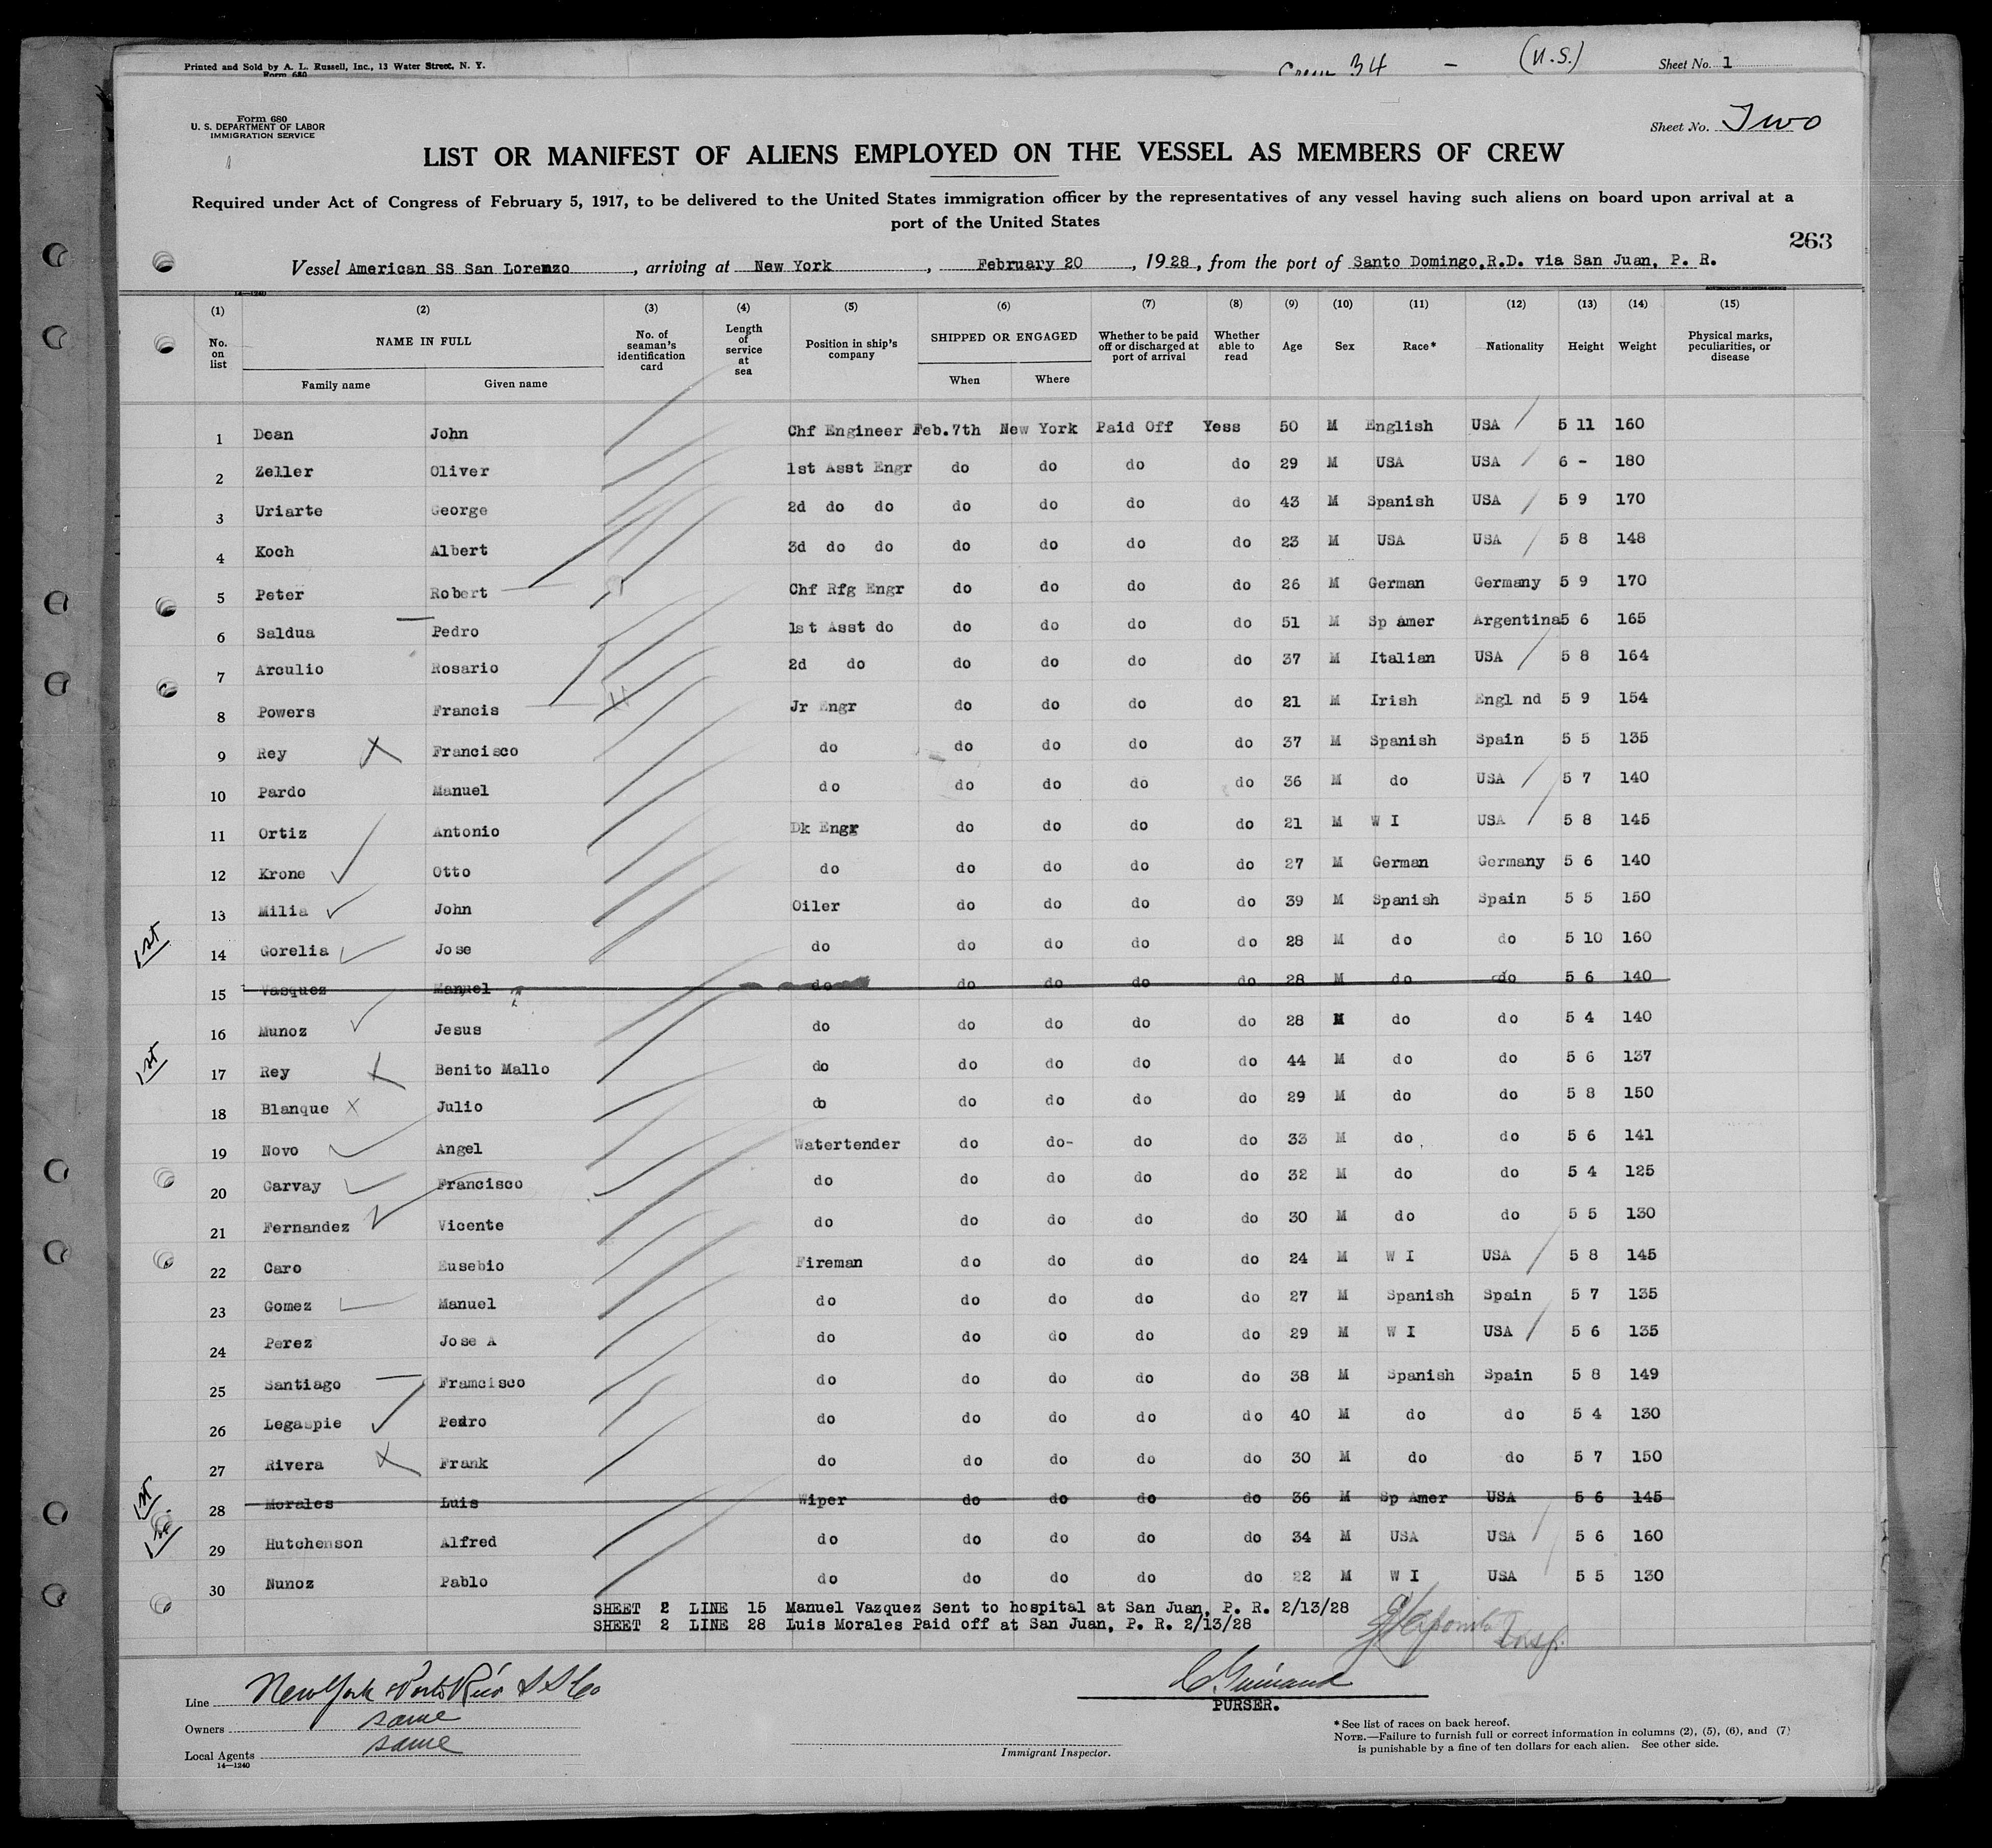 Printed and Sold by A. L. Russell, Inc., 13 Water Street, N. Y.
Form 680
Crew 34 - (U.S.) Sheet No. 1
Form 680
U. S. DEPARTMENT OF LABOR
IMMIGRATION SERVICE
Sheet No. Two
LIST OR MANIFEST OF ALIENS EMPLOYED ON THE VESSEL AS MEMBERS OF CREW
Required under Act of Congress of February 5, 1917, to be delivered to the United States immigration officer by the representatives of any vessel having such aliens on board upon arrival at a
port of the United States
263
Vessel American SS San Lorenzo, arriving at New York, February 20, 1928, from the port of Santo Domingo,R.D. via San Juan, P. R.
14—1240
(1) (2) (3) (4) (5) (6) (7) (8) (9) (10) (11) (12) (13) (14) (15)
No. on list NAME IN FULL No. of seaman's identification card Length of service at sea Position in ship's company SHIPPED OR ENGAGED Whether to be paid off or discharged at port of arrival Whether able to read Age Sex Race* Nationality Height Weight Physical marks, peculiarities, or disease
Family name Given name When Where
1 Dean John Chf Engineer Feb.7th New York Paid Off Yess 50 M English USA 5 11 160
2 Zeller Oliver 1st Asst Engr do do do do 29 M USA USA 6 - 180
3 Uriarte George 2d do do do do do do 43 M Spanish USA 5 9 170
4 Koch Albert 3d do do do do do do 23 M USA USA 5 8 148
5 Peter Robert Chf Rfg Engr do do do do 26 M German Germany 5 9 170
6 Saldua Pedro 1st Asst do do do do do 51 M Sp amer Argentina 5 6 165
7 Arculio Rosario 2d do do do do do 37 M Italian USA 5 8 164
8 Powers Francis Jr Engr do do do do 21 M Irish Engl nd 5 9 154
9 Rey Francisco do do do do do 37 M Spanish Spain 5 5 135
10 Pardo Manuel do do do do do 36 M do USA 5 7 140
11 Ortiz Antonio Dk Engr do do do do 21 M W I USA 5 8 145
12 Krone Otto do do do do do 27 M German Germany 5 6 140
13 Milia John Oiler do do do do 39 M Spanish Spain 5 5 150
1st 14 Gorelia Jose do do do do do 28 M do do 5 10 160
15 Vasquez Manuel do do do do do 28 M do do 5 6 140
16 Munoz Jesus do do do do do 28 M do do 5 4 140
1st 17 Rey Benito Mallo do do do do do 44 M do do 5 6 137
18 Blanque Julio do do do do do 29 M do do 5 8 150
19 Novo Angel Watertender do do- do do 33 M do do 5 6 141
20 Garvay Francisco do do do do do 32 M do do 5 4 125
21 Fernandez Vicente do do do do do 30 M do do 5 5 130
22 Caro Eusebio Fireman do do do do 24 M W I USA 5 8 145
23 Gomez Manuel do do do do do 27 M Spanish Spain 5 7 135
24 Perez Jose A do do do do do 29 M W I USA 5 6 135
25 Santiago Framcisco do do do do do 38 M Spanish Spain 5 8 149
26 Legaspie Pedro do do do do do 40 M do do 5 4 130
27 Rivera Frank do do do do do 30 M do do 5 7 150
1st 28 Morales Luis Wiper do do do do 36 M Sp Amer USA 5 6 145
1st 29 Hutchenson Alfred do do do do do 34 M USA USA 5 6 160
30 Nunoz Pablo do do do do do 22 M W I USA 5 5 130
SHEET 2 LINE 15 Manuel Vazquez Sent to hospital at San Juan, P. R. 2/13/28
SHEET 2 LINE 28 Luis Morales Paid off at San Juan, P. R. 2/13/28
Insp.
Line New York & Porto Rico S S Co
PURSER.
Owners same
Local Agents same
14—1240
Immigrant Inspector.
* See list of races on back hereof.
NOTE.—Failure to furnish full or correct information in columns (2), (5), (6), and (7)
is punishable by a fine of ten dollars for each alien. See other side.